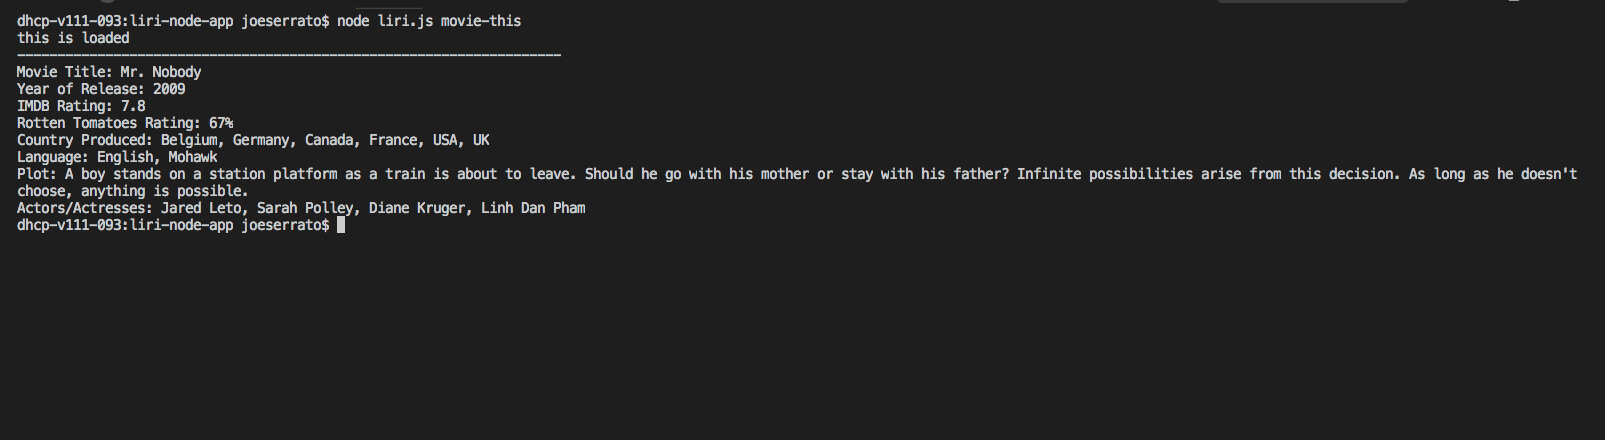 dhcp-v111-093:liri-node-app joeserrato$ node liri.js movie-this
this is loaded
--------------------------------------------------------------------
Movie Title: Mr. Nobody
Year of Release: 2009
IMDB Rating: 7.8
Rotten Tomatoes Rating: 67%
Country Produced: Belgium, Germany, Canada, France, USA, UK
Language: English, Mohawk
Plot: A boy stands on a station platform as a train is about to leave. Should he go with his mother or stay with his father? Infinite possibilities arise from this decision. As long as he doesn't
choose, anything is possible.
Actors/Actresses: Jared Leto, Sarah Polley, Diane Kruger, Linh Dan Pham
dhcp-v111-093:liri-node-app joeserrato$